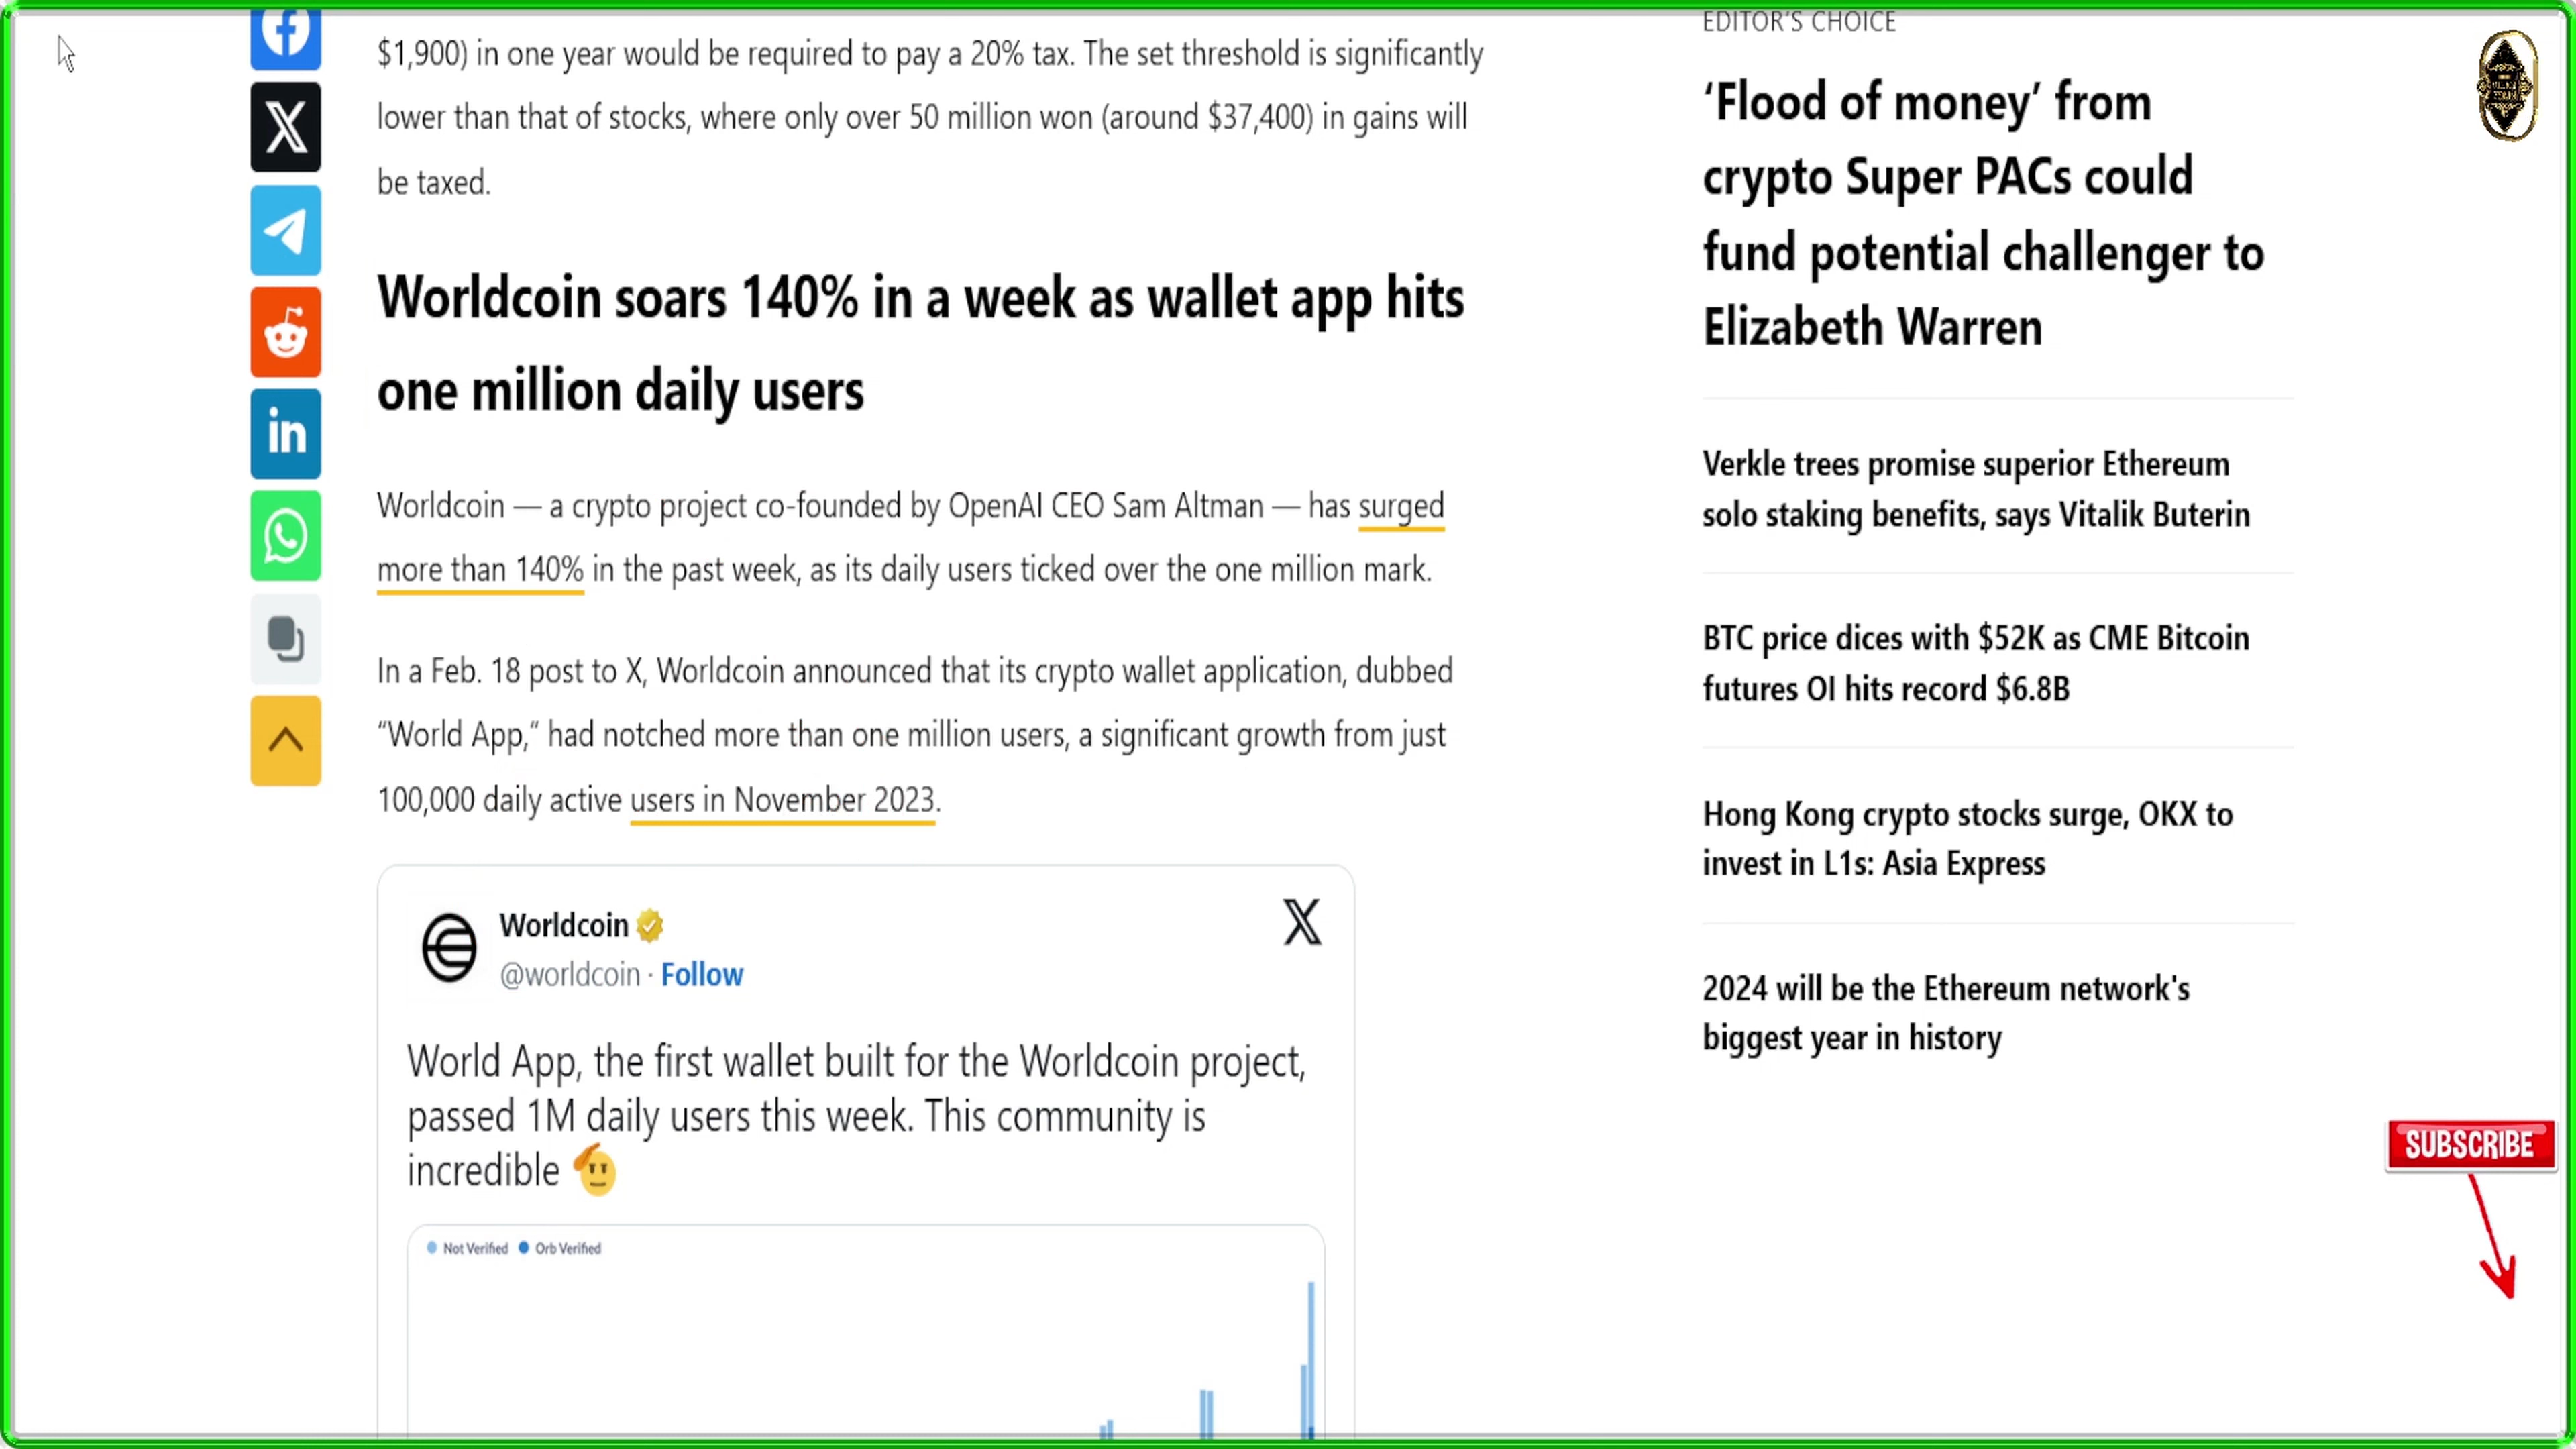 $1,900) in one year would be required to pay a 20% tax. The set threshold is significantly
lower than that of stocks, where only over 50 million won (around $37,400) in gains will
be taxed.
Worldcoin soars 140% in a week as wallet app hits
one million daily users
Worldcoin — a crypto project co-founded by OpenAI CEO Sam Altman — has surged
more than 140% in the past week, as its daily users ticked over the one million mark.
In a Feb. 18 post to X, Worldcoin announced that its crypto wallet application, dubbed
“World App,“ had notched more than one million users, a significant growth from just
100,000 daily active users in November 2023.
Worldcoin
@worldcoin · Follow
World App, the first wallet built for the Worldcoin project,
passed 1M daily users this week. This community is
incredible
Not Verified Orb Verified
EDITOR'S CHOICE
‘Flood of money’ from
crypto Super PACs could
fund potential challenger to
Elizabeth Warren
Verkle trees promise superior Ethereum
solo staking benefits, says Vitalik Buterin
BTC price dices with $52K as CME Bitcoin
futures OI hits record $6.8B
Hong Kong crypto stocks surge, OKX to
invest in L1s: Asia Express
2024 will be the Ethereum network's
biggest year in history
SUBSCRIBE
in